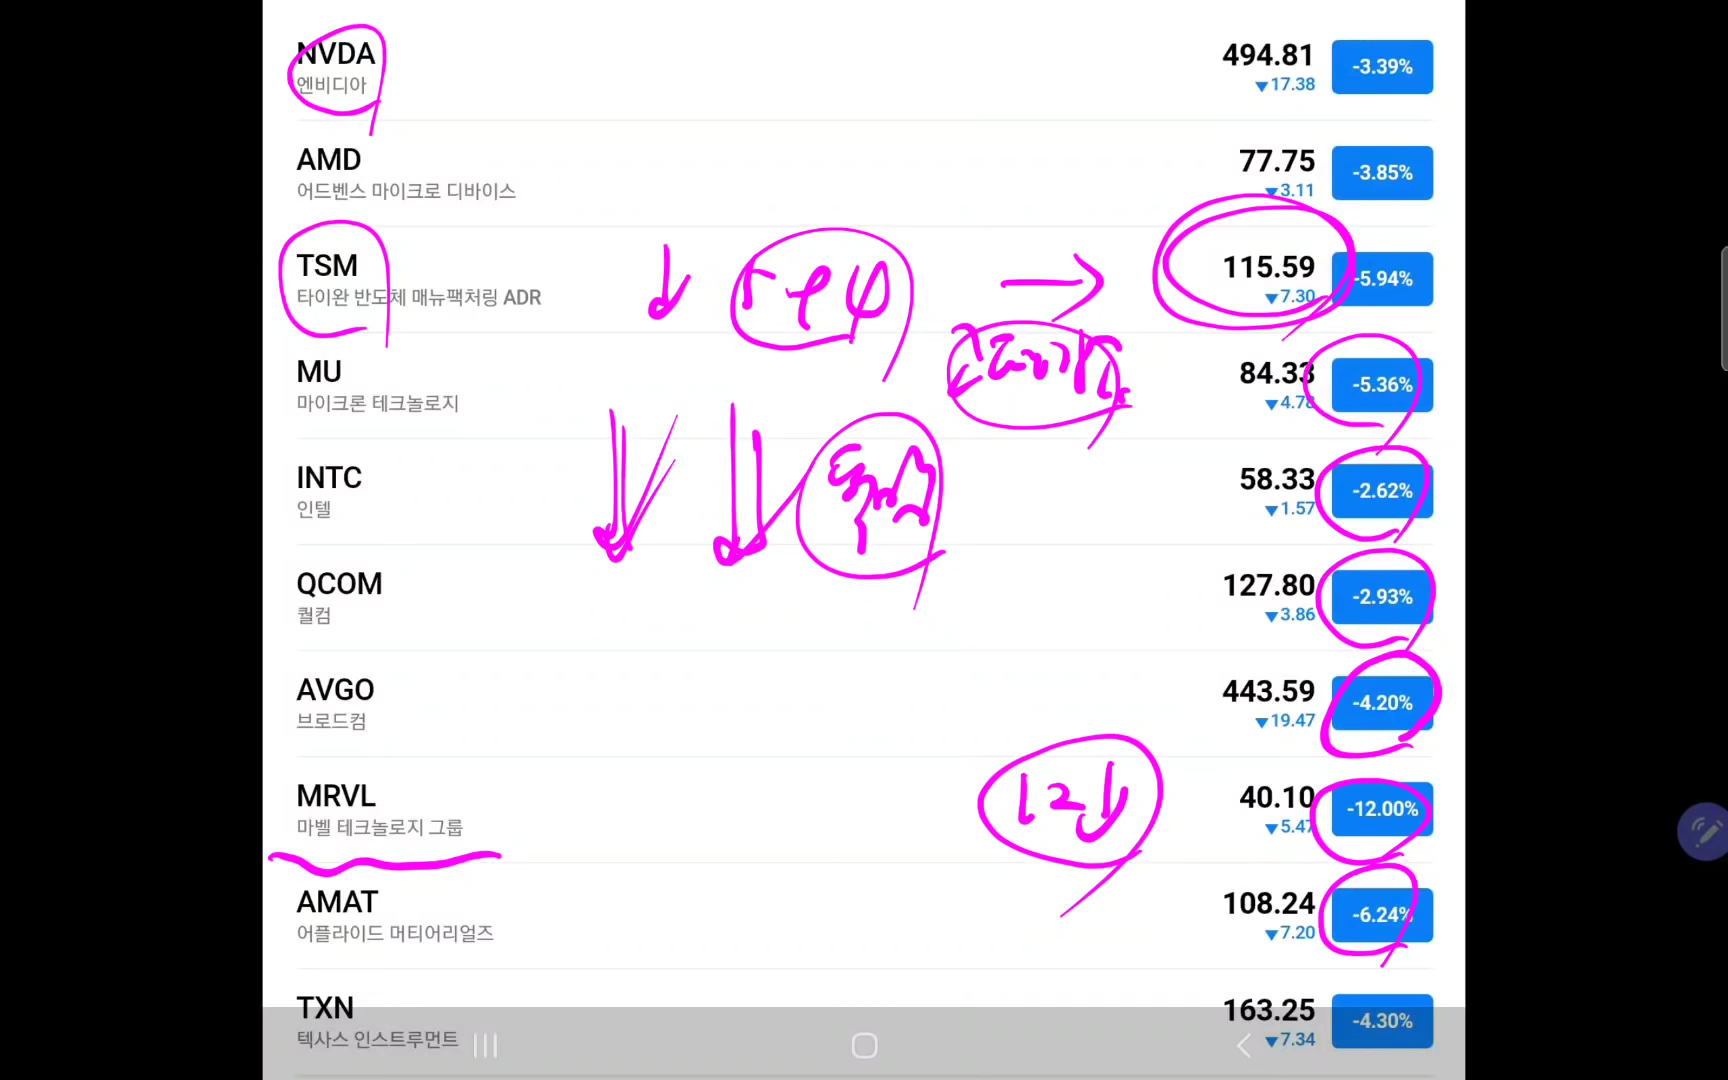 NVDA 494.81 -3.39%
엔비디아 ▼17.38
AMD 77.75 -3.85%
어드벤스 마이크로 디바이스 ▼3.11
TSM 115.59 -5.94%
타이완 반도체 매뉴팩처링 ADR ▼7.30
MU 84.33 -5.36%
마이크론 테크놀로지 ▼4.78
INTC 58.33 -2.62%
인텔 ▼1.57
QCOM 127.80 -2.93%
퀄컴 ▼3.86
AVGO 443.59 -4.20%
브로드컴 ▼19.47
MRVL 40.10 -12.00%
마벨 테크놀로지 그룹 ▼5.47
AMAT 108.24 -6.24%
어플라이드 머티어리얼즈 ▼7.20
TXN 163.25 -4.30%
텍사스 인스트루먼트 ▼7.34